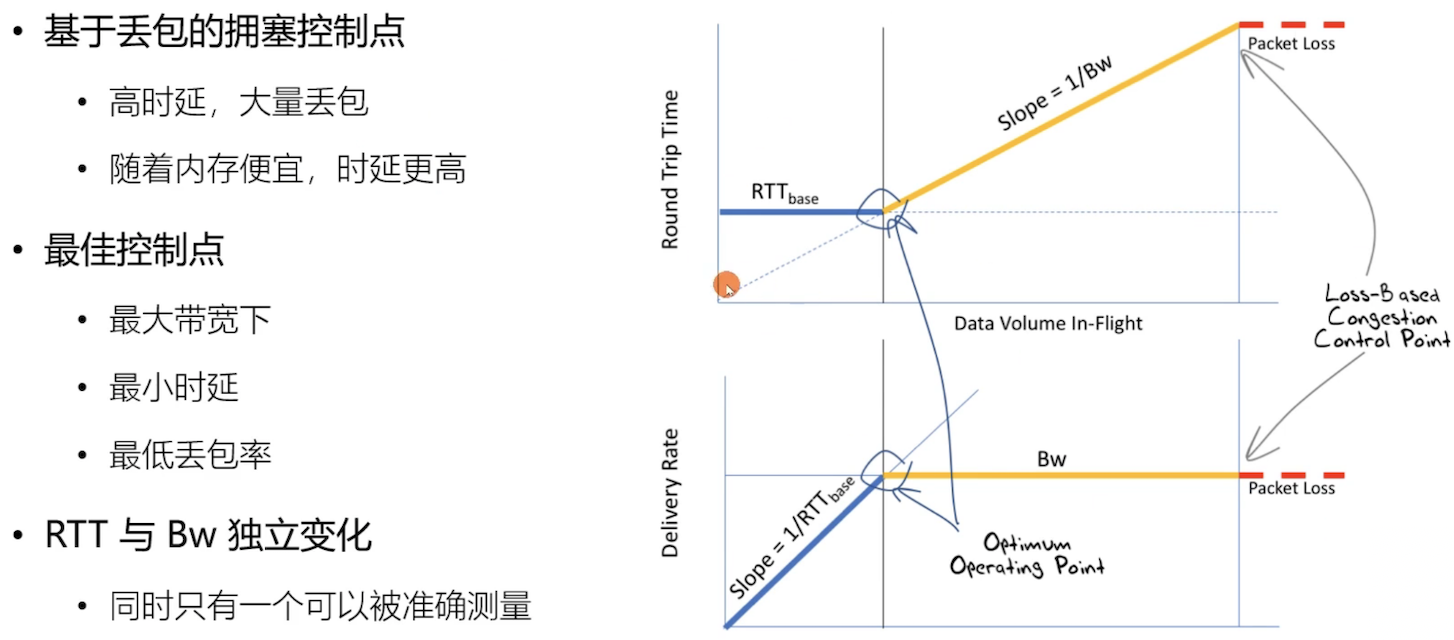 • 基于丢包的拥塞控制点
• 高时延，大量丢包
• 随着内存便宜，时延更高
• 最佳控制点
• 最大带宽下
• 最小时延
• 最低丢包率
• RTT 与 Bw 独立变化
• 同时只有一个可以被准确测量
Packet Loss
Slope = 1/Bw
Round Trip Time
RTTbase
Data Volume In-Flight
Loss-Based
Congestion
Control Point
Delivery Rate
Bw
Slope = 1/RTTbase
Packet Loss
Optimum
Operating Point